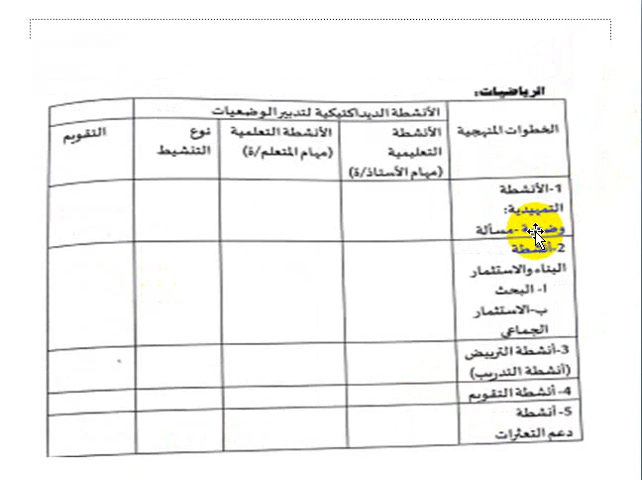 الرياضيات:
الأنشطة الديداكتيكية لتدبير الوضعيات
الخطوات المنهجية
الأنشطة التعليمية (مهام الأستاذ/ة)
الأنشطة التعلمية (مهام المتعلم/ة)
نوع التنشيط
التقويم
1-الأنشطة
التمهيدية:
وضعية -مسألة
2-أنشطة
البناء والاستثمار
ا- البحث
ب-الاستثمار
الجماعي
3-أنشطة الترييض
(أنشطة التدريب)
4- أنشطة التقويم
5- أنشطة
دعم التعثرات